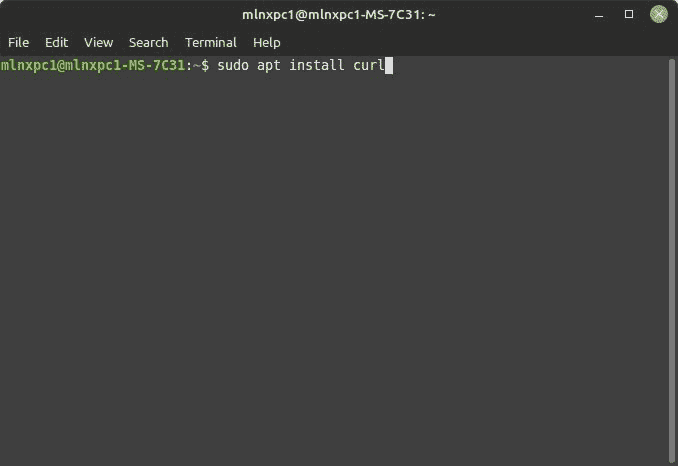 mlnxpc1@mlnxpc1-MS-7C31: ~
File Edit View Search Terminal Help
mlnxpc1@mlnxpc1-MS-7C31:~$ sudo apt install curl